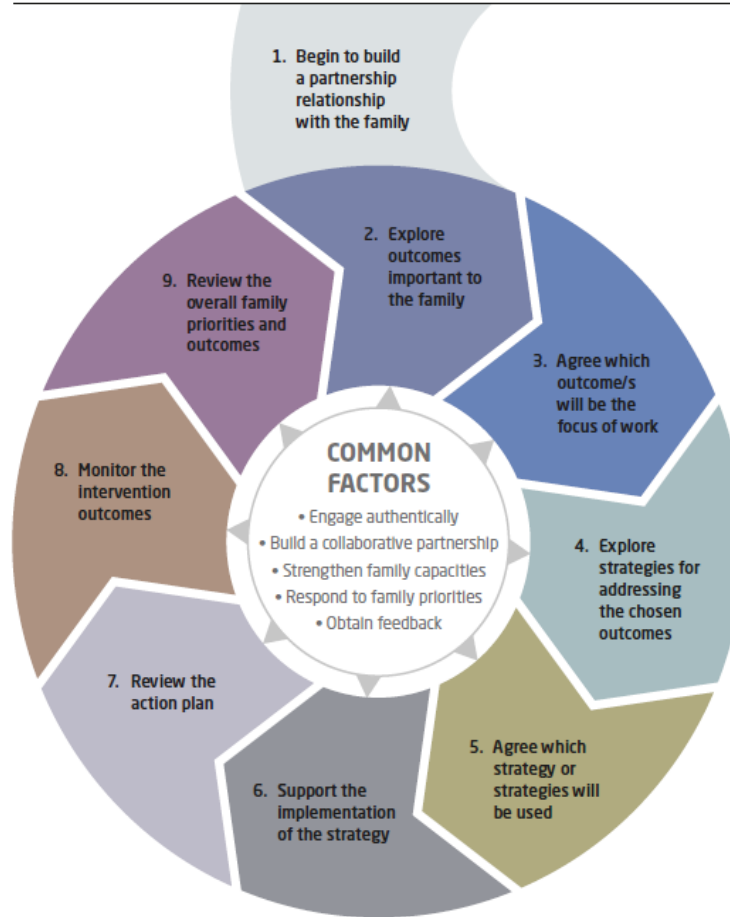 1. Begin to build
a partnership
relationship
with the family
2. Explore
outcomes
important to
the family
3. Agree which
outcome/s
will be the
focus of work
4. Explore
strategies for
addressing
the chosen
outcomes
5. Agree which
strategy or
strategies will
be used
6. Support the
implementation
of the strategy
7. Review the
action plan
8. Monitor the
intervention
outcomes
9. Review the
overall family
priorities and
outcomes
COMMON
FACTORS
• Engage authentically
• Build a collaborative partnership
• Strengthen family capacities
• Respond to family priorities
• Obtain feedback